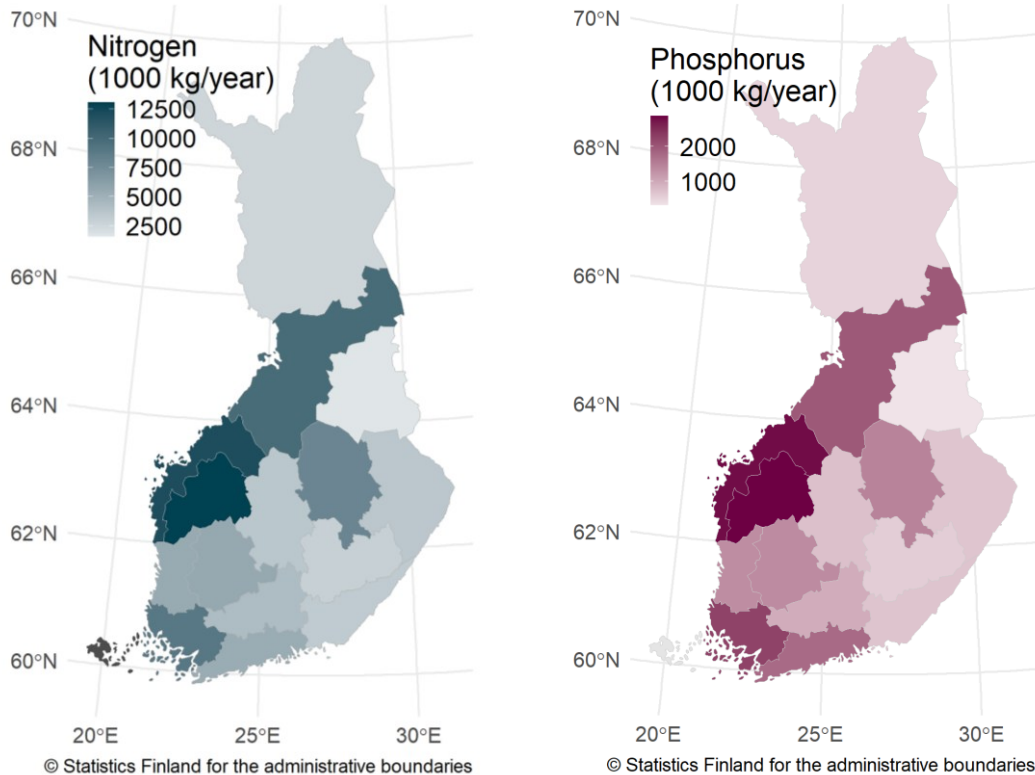 70°N
Nitrogen
(1000 kg/year)
12500
10000
7500
5000
2500
68°N
66°N
64°N
62°N
60°N
20°E 25°E 30°E
© Statistics Finland for the administrative boundaries
70°N
Phosphorus
(1000 kg/year)
2000
1000
68°N
66°N
64°N
62°N
60°N
20°E 25°E 30°E
© Statistics Finland for the administrative boundaries